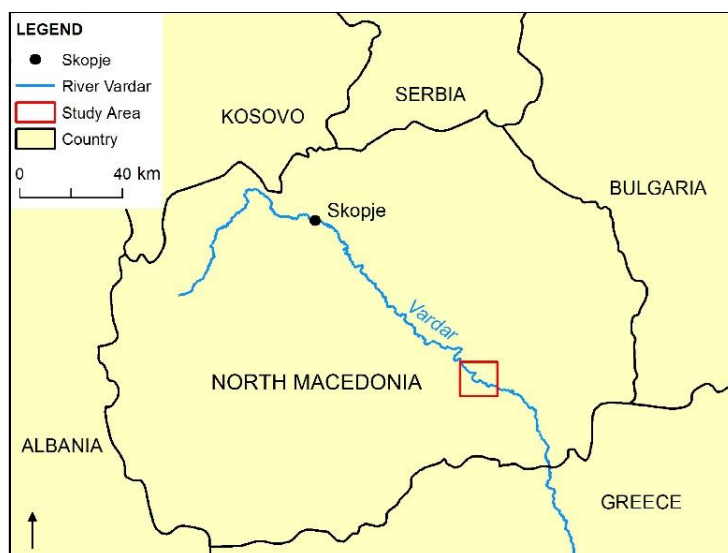 LEGEND
Skopje
River Vardar
Study Area
Country
0 40 km
KOSOVO
SERBIA
BULGARIA
Skopje
Vardar
NORTH MACEDONIA
ALBANIA
GREECE